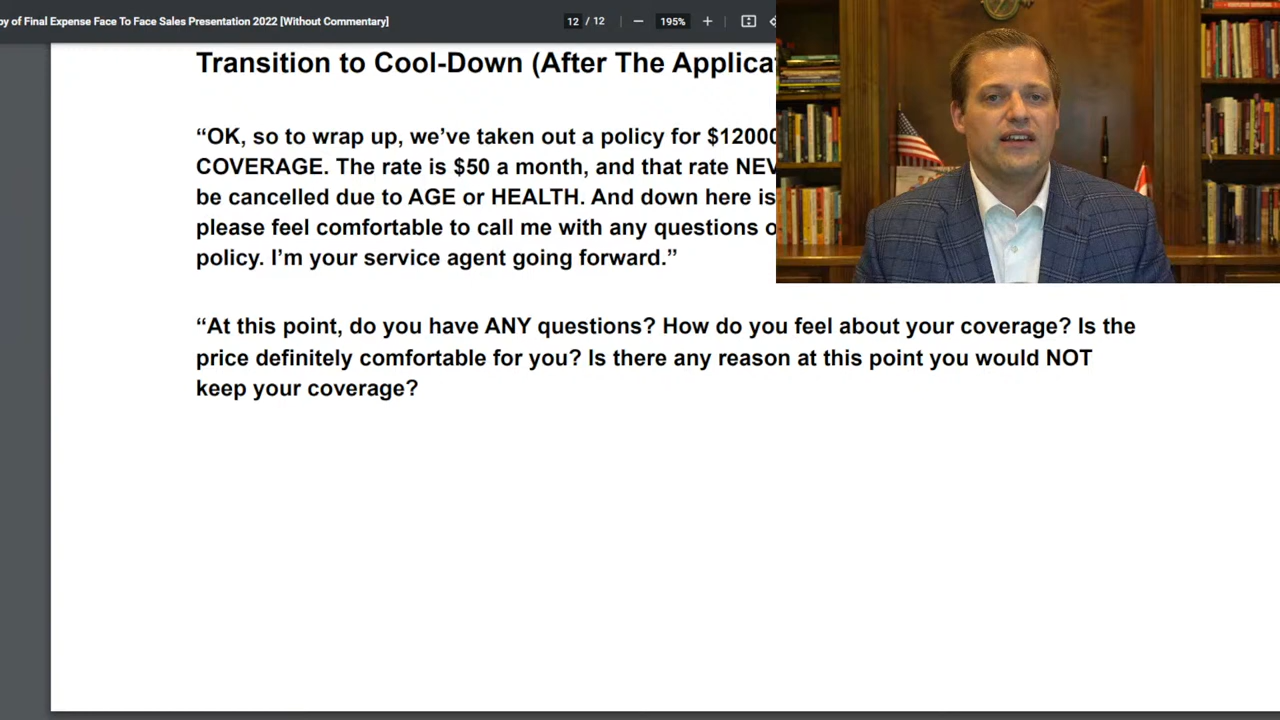 by of Final Expense Face To Face Sales Presentation 2022 [Without Commentary]
12 / 12
195%
Transition to Cool-Down (After The Applica
“OK, so to wrap up, we’ve taken out a policy for $12000
COVERAGE. The rate is $50 a month, and that rate NEV
be cancelled due to AGE or HEALTH. And down here is
please feel comfortable to call me with any questions o
policy. I’m your service agent going forward.”
“At this point, do you have ANY questions? How do you feel about your coverage? Is the
price definitely comfortable for you? Is there any reason at this point you would NOT
keep your coverage?